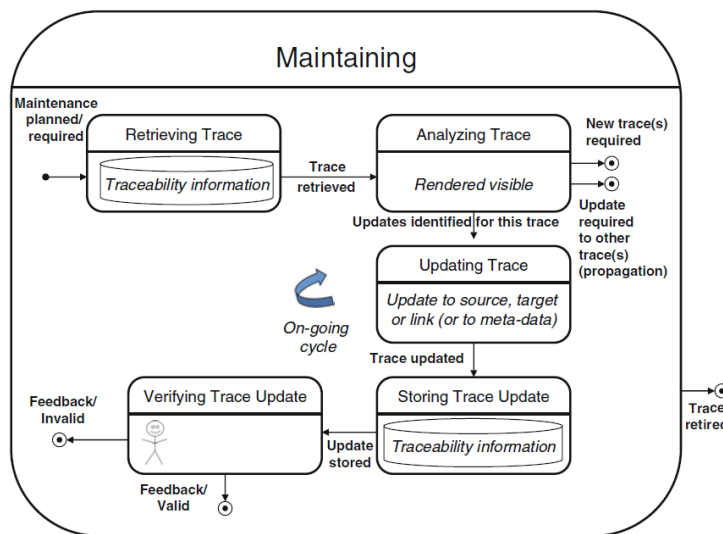 Maintaining
Maintenance
planned/
required
Retrieving Trace
Traceability information
Trace
retrieved
Analyzing Trace
Rendered visible
New trace(s)
required
Update
required
to other
trace(s)
(propagation)
Updates identified for this trace
Updating Trace
Update to source, target
or link (or to meta-data)
On-going
cycle
Trace updated
Storing Trace Update
Traceability information
Update
stored
Verifying Trace Update
Feedback/
Invalid
Feedback/
Valid
Trace
retired